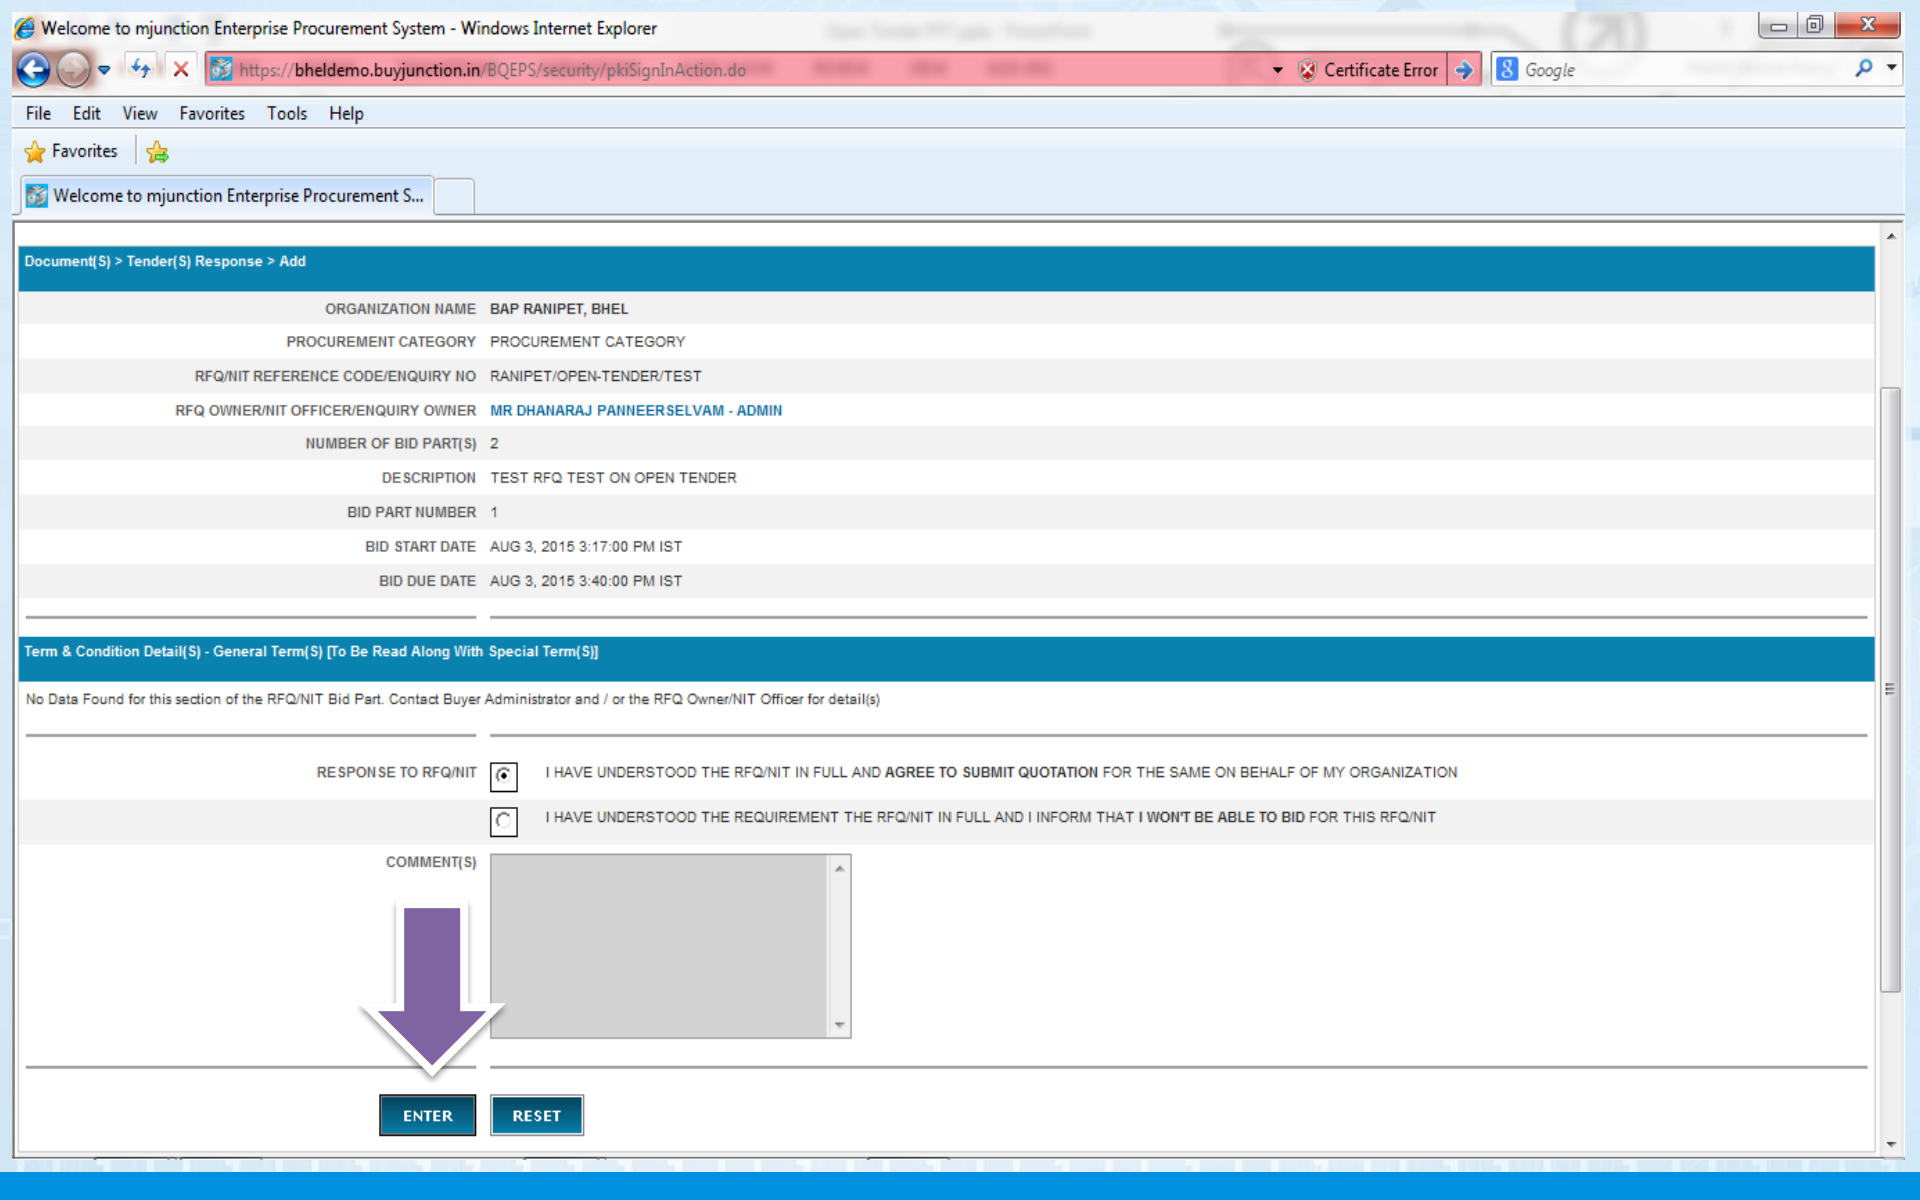 Welcome to mjunction Enterprise Procurement System - Windows Internet Explorer
https://bheldemo.buyjunction.in/BQEPS/security/pkiSignInAction.do
Certificate Error
Google
File Edit View Favorites Tools Help
Favorites
Welcome to mjunction Enterprise Procurement S...
Document(S) > Tender(S) Response > Add
ORGANIZATION NAME BAP RANIPET, BHEL
PROCUREMENT CATEGORY PROCUREMENT CATEGORY
RFQ/NIT REFERENCE CODE/ENQUIRY NO RANIPET/OPEN-TENDER/TEST
RFQ OWNER/NIT OFFICER/ENQUIRY OWNER MR DHANARAJ PANNEERSELVAM - ADMIN
NUMBER OF BID PART(S) 2
DESCRIPTION TEST RFQ TEST ON OPEN TENDER
BID PART NUMBER 1
BID START DATE AUG 3, 2015 3:17:00 PM IST
BID DUE DATE AUG 3, 2015 3:40:00 PM IST
Term & Condition Detail(S) - General Term(S) [To Be Read Along With Special Term(S)]
No Data Found for this section of the RFQ/NIT Bid Part. Contact Buyer Administrator and / or the RFQ Owner/NIT Officer for detail(s)
RESPONSE TO RFQ/NIT I HAVE UNDERSTOOD THE RFQ/NIT IN FULL AND AGREE TO SUBMIT QUOTATION FOR THE SAME ON BEHALF OF MY ORGANIZATION
I HAVE UNDERSTOOD THE REQUIREMENT THE RFQ/NIT IN FULL AND I INFORM THAT I WON'T BE ABLE TO BID FOR THIS RFQ/NIT
COMMENT(S)
ENTER RESET